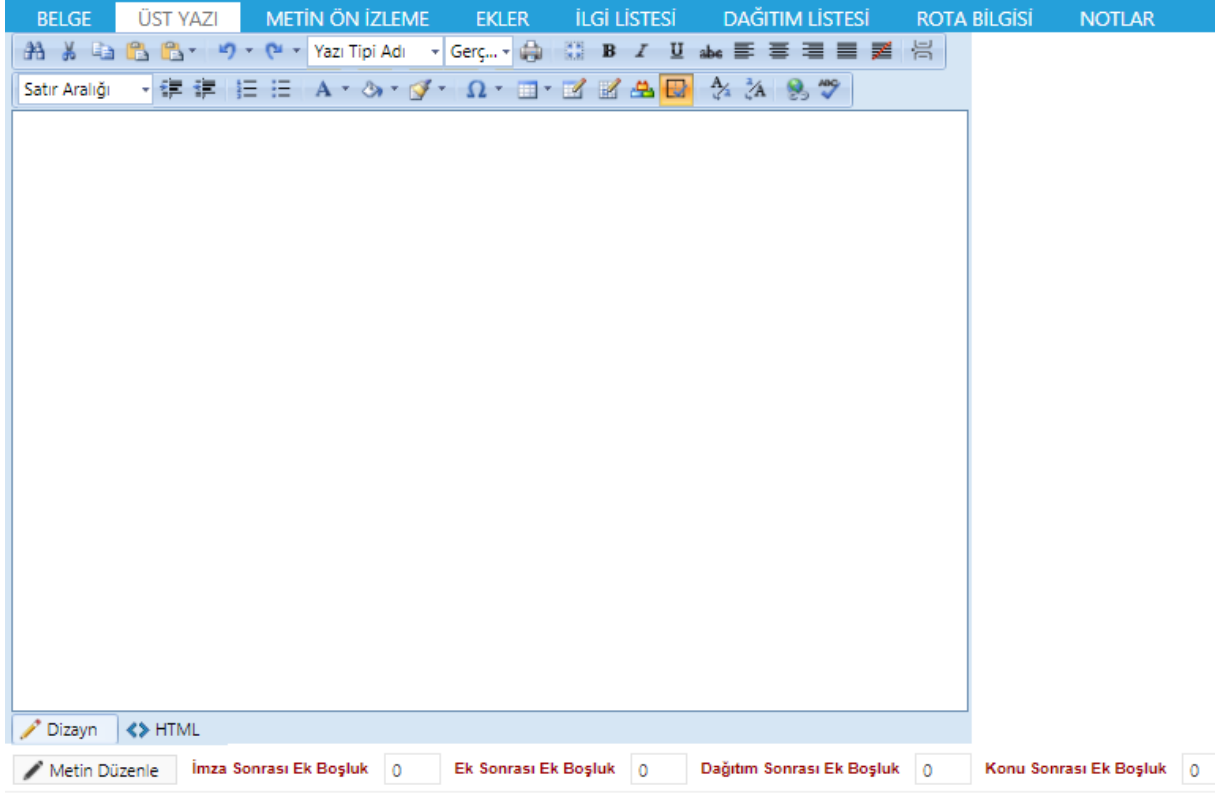 BELGE ÜST YAZI METİN ÖN İZLEME EKLER İLGİ LİSTESİ DAĞITIM LİSTESİ ROTA BİLGİSİ NOTLAR
Yazı Tipi Adı Gerç... B I U abc
Satır Aralığı A Ω ABC
Dizayn <> HTML
Metin Düzenle İmza Sonrası Ek Boşluk 0 Ek Sonrası Ek Boşluk 0 Dağıtım Sonrası Ek Boşluk 0 Konu Sonrası Ek Boşluk 0